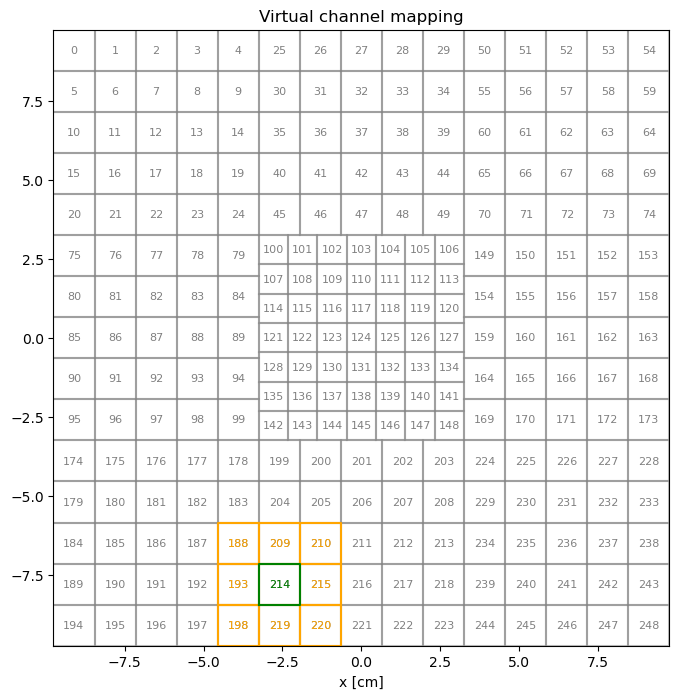 Virtual channel mapping
0 1 2 3 4 25 26 27 28 29 50 51 52 53 54
7.5 5 6 7 8 9 30 31 32 33 34 55 56 57 58 59
10 11 12 13 14 35 36 37 38 39 60 61 62 63 64
5.0 15 16 17 18 19 40 41 42 43 44 65 66 67 68 69
20 21 22 23 24 45 46 47 48 49 70 71 72 73 74
2.5 75 76 77 78 79 100 101 102 103 104 105 106 149 150 151 152 153
107 108 109 110 111 112 113
80 81 82 83 84 114 115 116 117 118 119 120 154 155 156 157 158
0.0 85 86 87 88 89 121 122 123 124 125 126 127 159 160 161 162 163
90 91 92 93 94 128 129 130 131 132 133 134 164 165 166 167 168
135 136 137 138 139 140 141
−2.5 95 96 97 98 99 142 143 144 145 146 147 148 169 170 171 172 173
174 175 176 177 178 199 200 201 202 203 224 225 226 227 228
−5.0 179 180 181 182 183 204 205 206 207 208 229 230 231 232 233
184 185 186 187 188 209 210 211 212 213 234 235 236 237 238
−7.5 189 190 191 192 193 214 215 216 217 218 239 240 241 242 243
194 195 196 197 198 219 220 221 222 223 244 245 246 247 248
−7.5 −5.0 −2.5 0.0 2.5 5.0 7.5
x [cm]